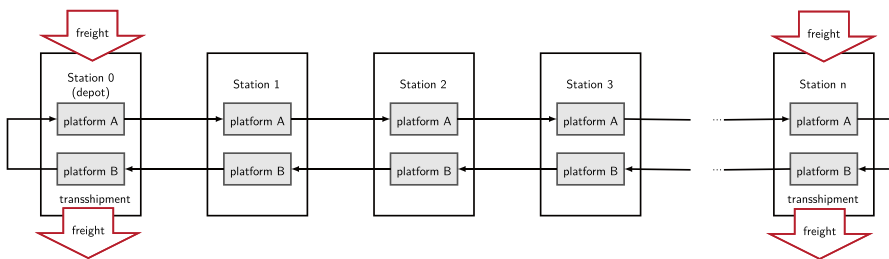 freight
Station 0
(depot)
platform A
platform B
transshipment
freight
Station 1
platform A
platform B
Station 2
platform A
platform B
Station 3
platform A
platform B
...
...
freight
Station n
platform A
platform B
transshipment
freight